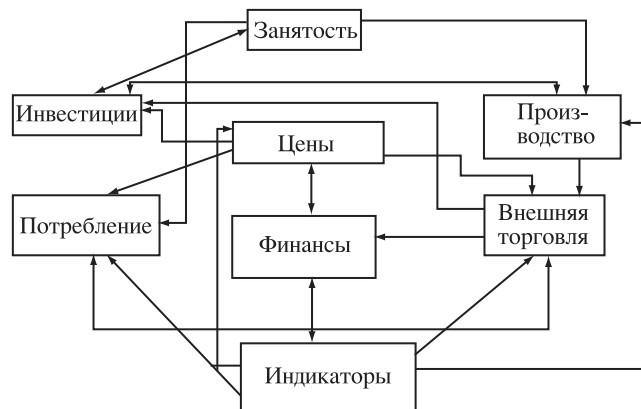 Занятость
Инвестиции
Произ-
водство
Цены
Потребление
Финансы
Внешняя
торговля
Индикаторы